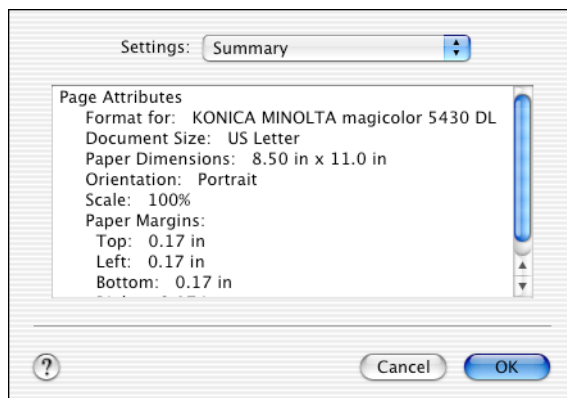 Settings: Summary
Page Attributes
Format for: KONICA MINOLTA magicolor 5430 DL
Document Size: US Letter
Paper Dimensions: 8.50 in x 11.0 in
Orientation: Portrait
Scale: 100%
Paper Margins:
Top: 0.17 in
Left: 0.17 in
Bottom: 0.17 in
? Cancel OK